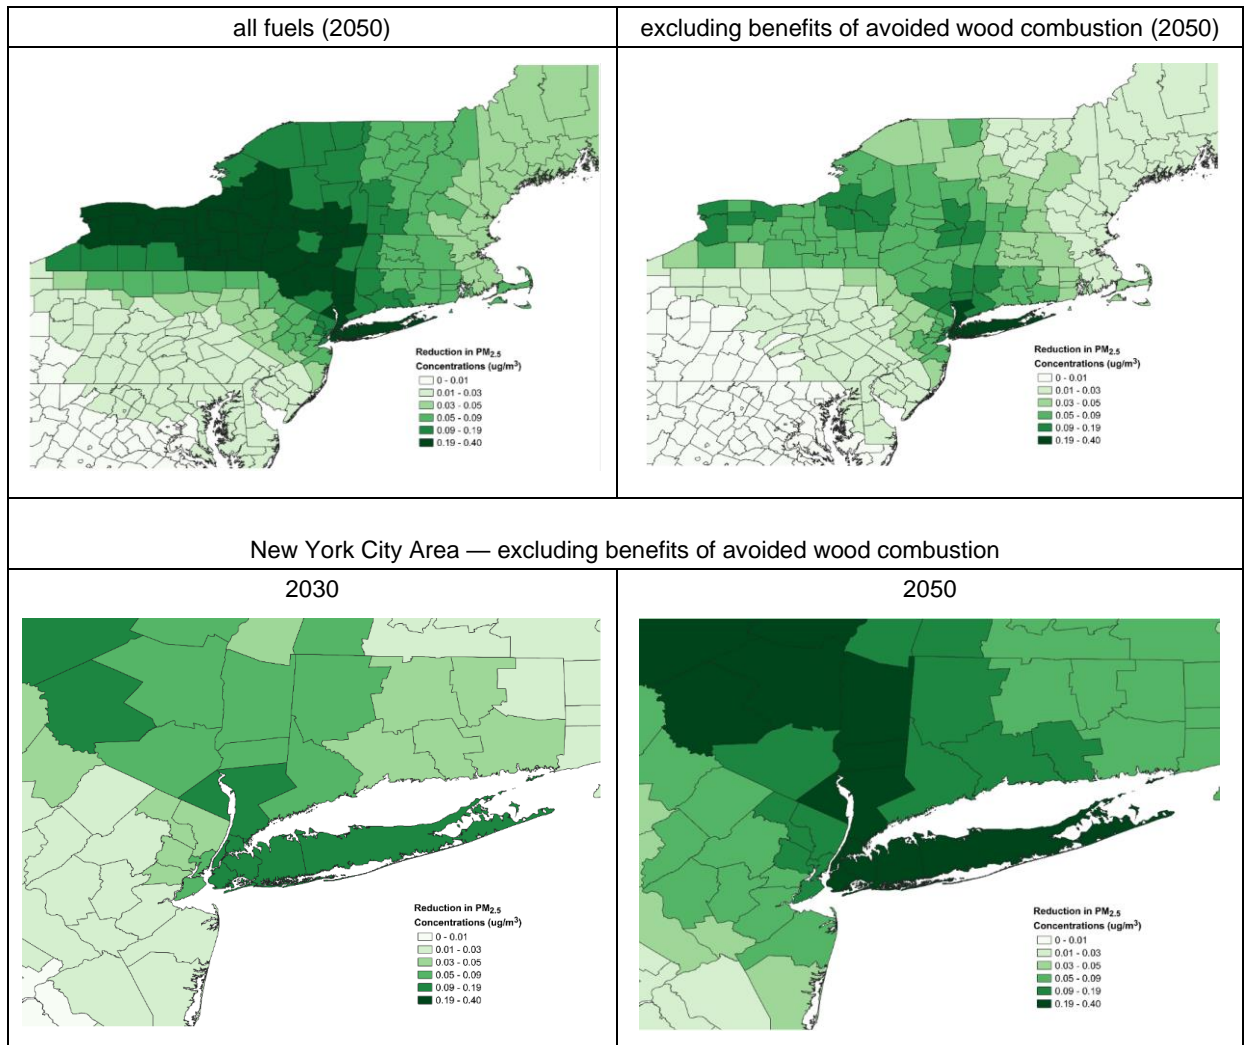 all fuels (2050)
excluding benefits of avoided wood combustion (2050)
Reduction in PM2.5
Concentrations (ug/m3)
0 - 0.01
0.01 - 0.03
0.03 - 0.05
0.05 - 0.09
0.09 - 0.19
0.19 - 0.40
Reduction in PM2.5
Concentrations (ug/m3)
0 - 0.01
0.01 - 0.03
0.03 - 0.05
0.05 - 0.09
0.09 - 0.19
0.19 - 0.40
New York City Area — excluding benefits of avoided wood combustion
2030
2050
Reduction in PM2.5
Concentrations (ug/m3)
0 - 0.01
0.01 - 0.03
0.03 - 0.05
0.05 - 0.09
0.09 - 0.19
0.19 - 0.40
Reduction in PM2.5
Concentrations (ug/m3)
0 - 0.01
0.01 - 0.03
0.03 - 0.05
0.05 - 0.09
0.09 - 0.19
0.19 - 0.40